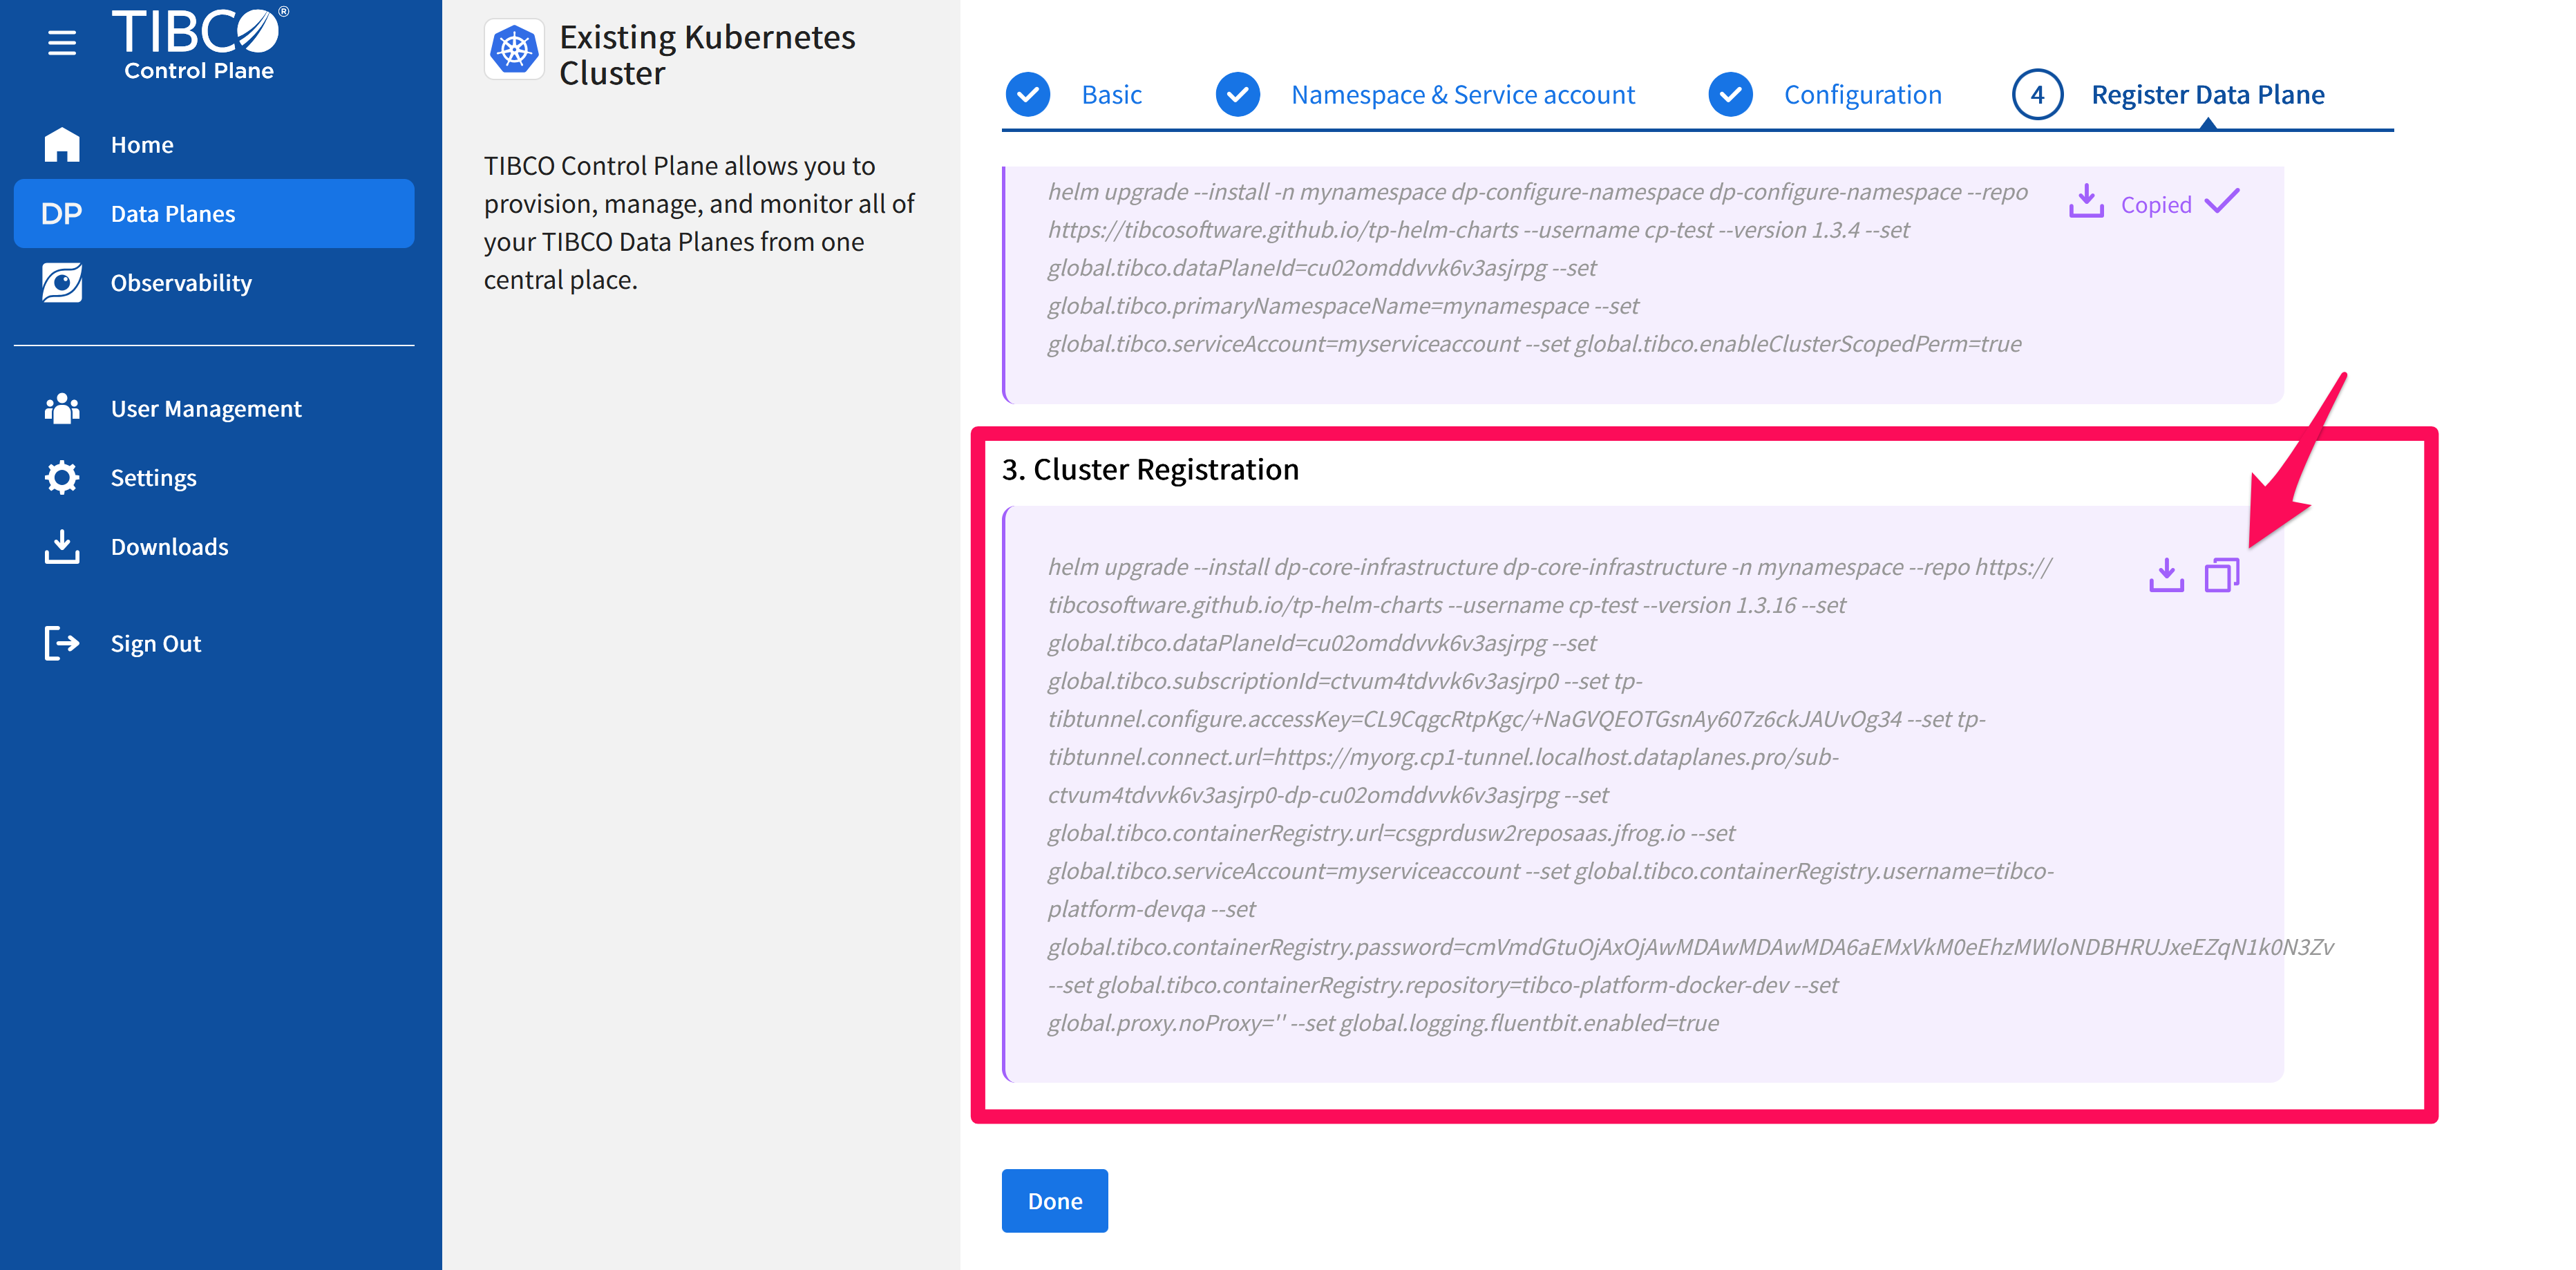 TIBCO®
Control Plane
Home
DP Data Planes
Observability
User Management
Settings
Downloads
Sign Out
Existing Kubernetes
Cluster
TIBCO Control Plane allows you to
provision, manage, and monitor all of
your TIBCO Data Planes from one
central place.
Basic
Namespace & Service account
Configuration
4 Register Data Plane
helm upgrade --install -n mynamespace dp-configure-namespace dp-configure-namespace --repo
https://tibcosoftware.github.io/tp-helm-charts --username cp-test --version 1.3.4 --set
global.tibco.dataPlaneId=cu02omddvvk6v3asjrpg --set
global.tibco.primaryNamespaceName=mynamespace --set
global.tibco.serviceAccount=myserviceaccount --set global.tibco.enableClusterScopedPerm=true
Copied
3. Cluster Registration
helm upgrade --install dp-core-infrastructure dp-core-infrastructure -n mynamespace --repo https://
tibcosoftware.github.io/tp-helm-charts --username cp-test --version 1.3.16 --set
global.tibco.dataPlaneId=cu02omddvvk6v3asjrpg --set
global.tibco.subscriptionId=ctvum4tdvvk6v3asjrp0 --set tp-
tibtunnel.configure.accessKey=CL9CqgcRtpKgc/+NaGVQEOTGsnAy607z6ckJAUvOg34 --set tp-
tibtunnel.connect.url=https://myorg.cp1-tunnel.localhost.dataplanes.pro/sub-
ctvum4tdvvk6v3asjrp0-dp-cu02omddvvk6v3asjrpg --set
global.tibco.containerRegistry.url=csgprdusw2reposaas.jfrog.io --set
global.tibco.serviceAccount=myserviceaccount --set global.tibco.containerRegistry.username=tibco-
platform-devqa --set
global.tibco.containerRegistry.password=cmVmdGtuOjAxOjAwMDAwMDAwMDA6aEMxVkM0eEhzMWloNDBHRUJxeEZqN1k0N3Zv
--set global.tibco.containerRegistry.repository=tibco-platform-docker-dev --set
global.proxy.noProxy='' --set global.logging.fluentbit.enabled=true
Done